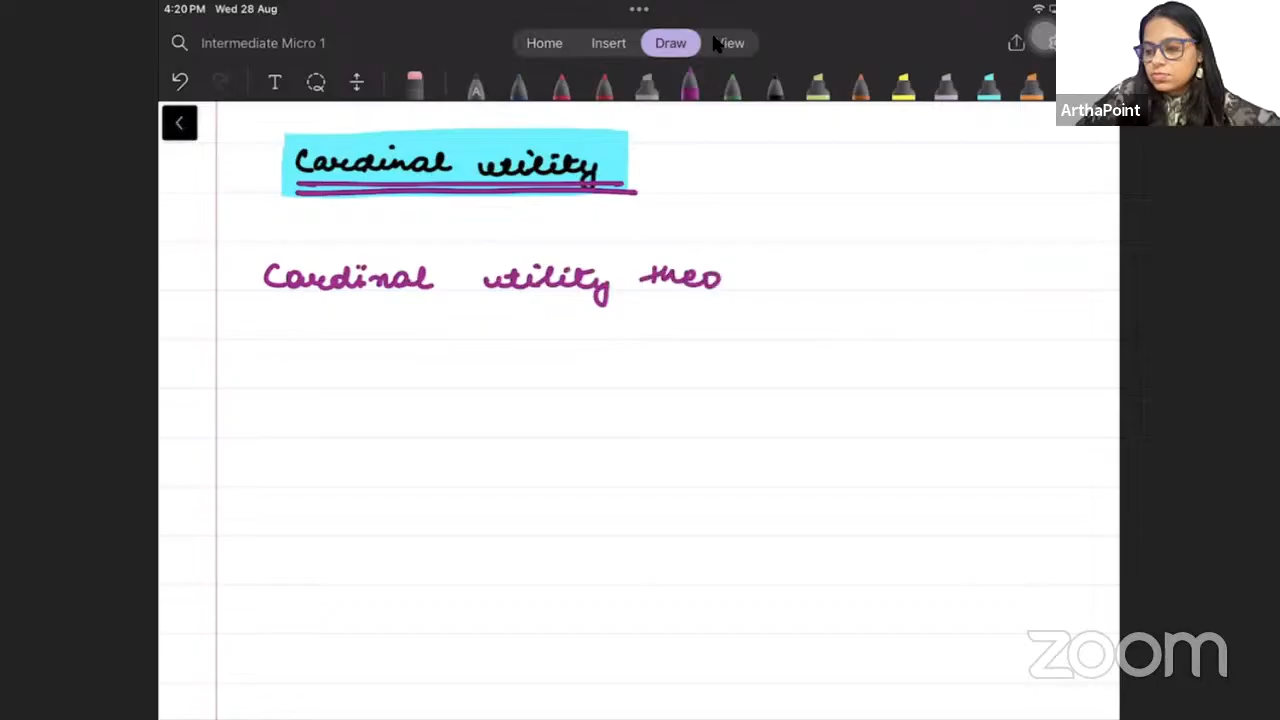 4:20 PM Wed 28 Aug
Intermediate Micro 1
Home Insert Draw View
T
A
ArthaPoint
Cardinal utility
Cardinal utility theo
zoom